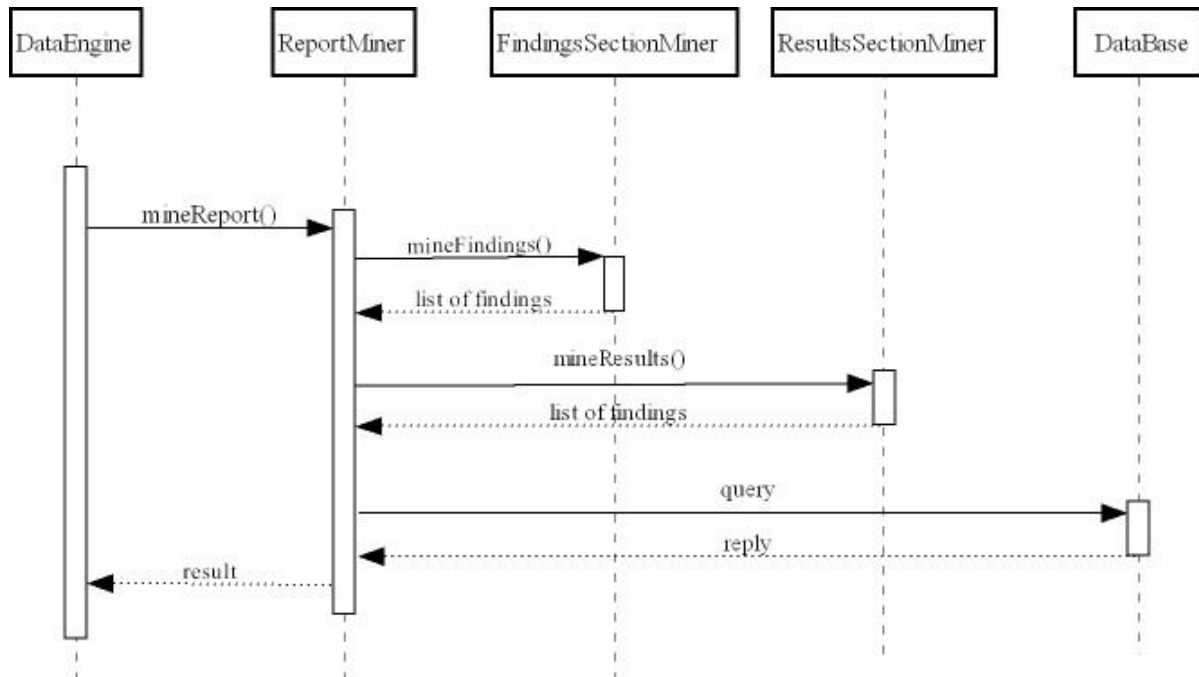 DataEngine
ReportMiner
FindingsSectionMiner
ResultsSectionMiner
DataBase
mineReport()
mineFindings()
list of findings
mineResults()
list of findings
query
reply
result